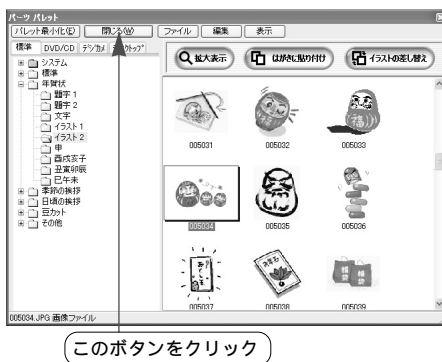 パーツ パレット
パレット最小化(E) 閉じる(W) ファイル 編集 表示
標準 DVD/CD デジカメ
拡大表示 はがきに貼り付け イラストの差し替え
システム
標準
年賀状
題字1
題字2
文字
イラスト1
イラスト2
申
酉戌亥子
丑寅卯辰
巳午未
季節の挨拶
日頃の挨拶
豆カット
その他
005031 005032 005033
005034 005035 005036
005037 005038 005039
005034.JPG 画像ファイル
このボタンをクリック